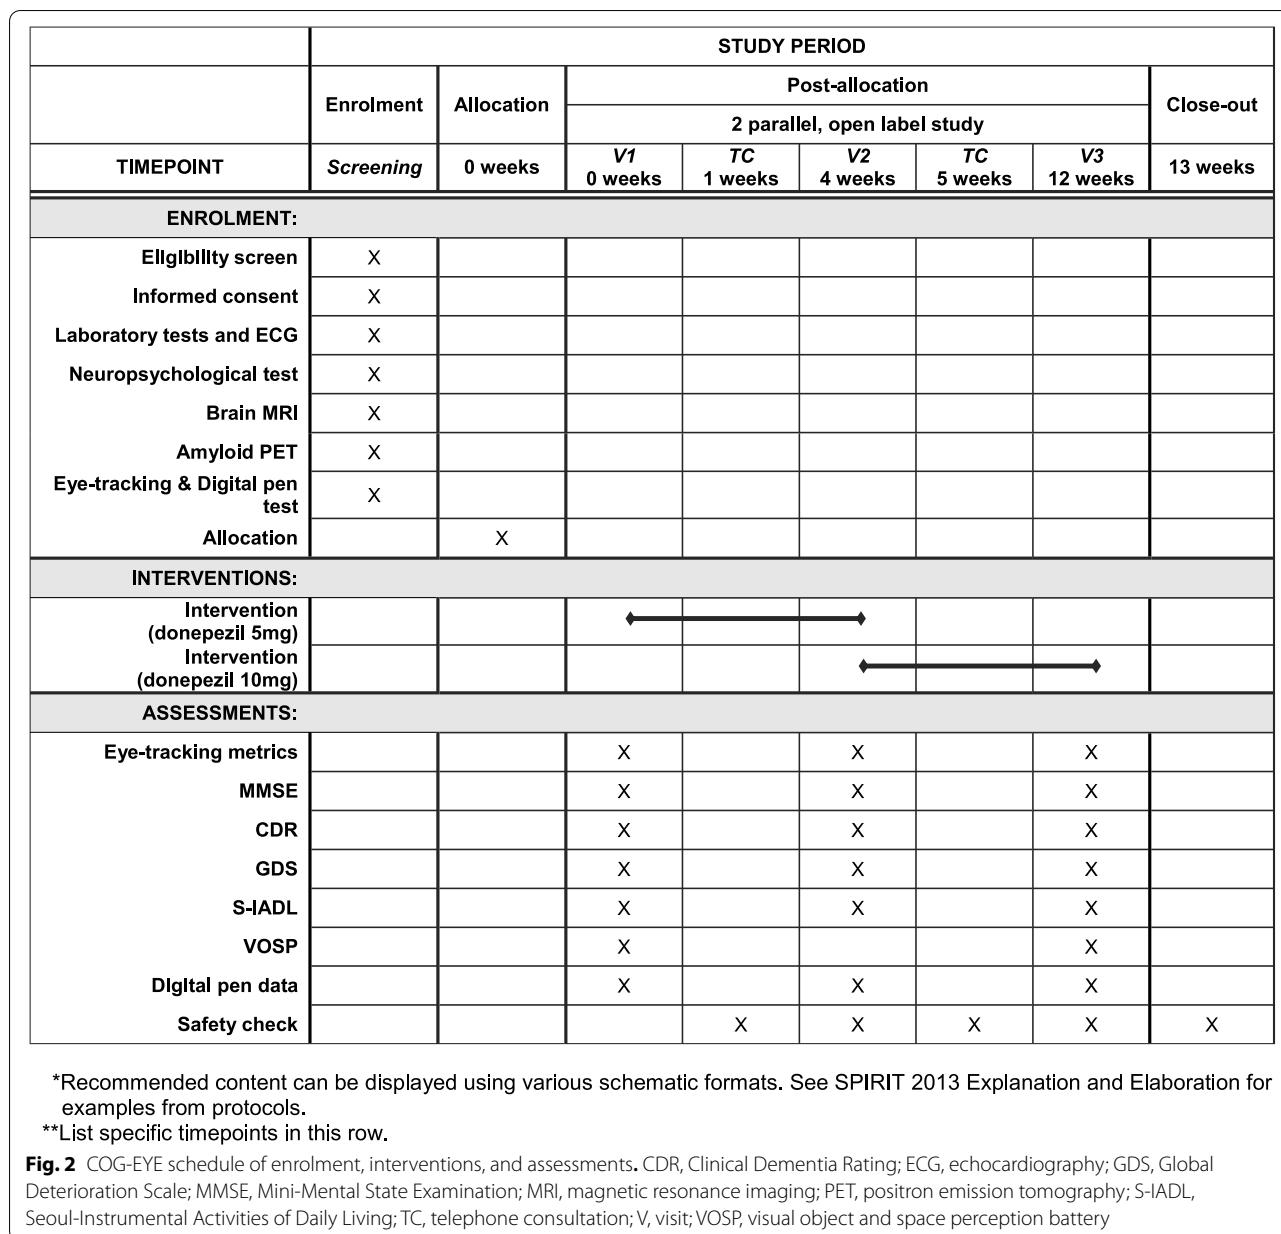 STUDY PERIOD
Enrolment Allocation Post-allocation Close-out
2 parallel, open label study
TIMEPOINT Screening 0 weeks V1 0 weeks TC 1 weeks V2 4 weeks TC 5 weeks V3 12 weeks 13 weeks
ENROLMENT:
Eligibility screen X
Informed consent X
Laboratory tests and ECG X
Neuropsychological test X
Brain MRI X
Amyloid PET X
Eye-tracking & Digital pen test X
Allocation X
INTERVENTIONS:
Intervention
(donepezil 5mg)
Intervention
(donepezil 10mg)
ASSESSMENTS:
Eye-tracking metrics X X X
MMSE X X X
CDR X X X
GDS X X X
S-IADL X X X
VOSP X X
Digital pen data X X X
Safety check X X X X X
*Recommended content can be displayed using various schematic formats. See SPIRIT 2013 Explanation and Elaboration for
examples from protocols.
**List specific timepoints in this row.
Fig. 2 COG-EYE schedule of enrolment, interventions, and assessments. CDR, Clinical Dementia Rating; ECG, echocardiography; GDS, Global
Deterioration Scale; MMSE, Mini-Mental State Examination; MRI, magnetic resonance imaging; PET, positron emission tomography; S-IADL,
Seoul-Instrumental Activities of Daily Living; TC, telephone consultation; V, visit; VOSP, visual object and space perception battery